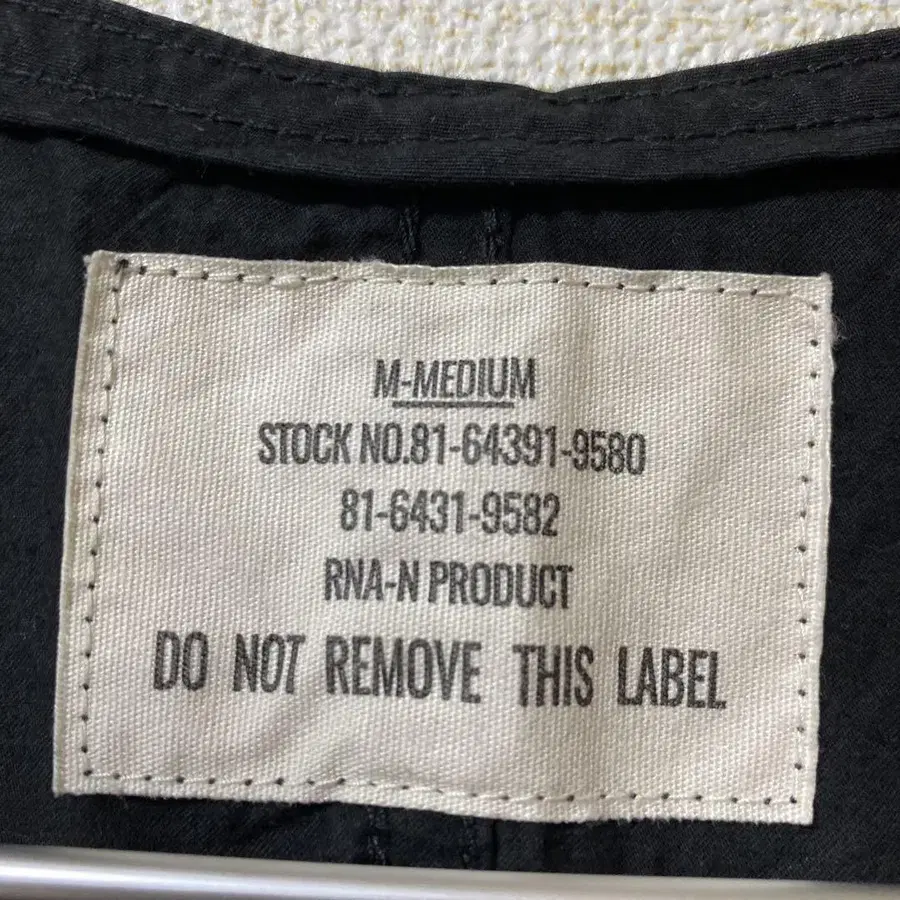 M-MEDIUM
STOCK NO.81-64391-9580
81-6431-9582
RNA-N PRODUCT
DO NOT REMOVE THIS LABEL